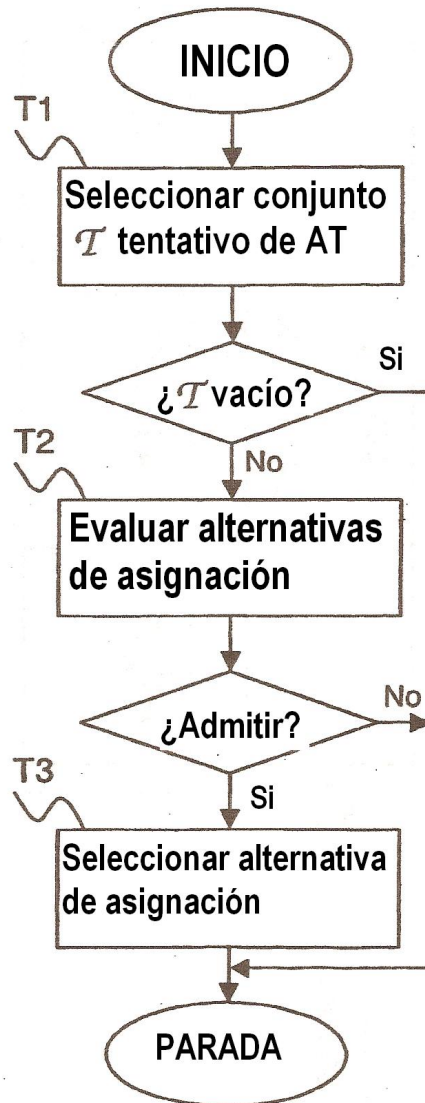 INICIO
T1
Seleccionar conjunto
𝒯 tentativo de AT
¿𝒯 vacío?
Si
No
T2
Evaluar alternativas
de asignación
¿Admitir?
No
Si
T3
Seleccionar alternativa
de asignación
PARADA